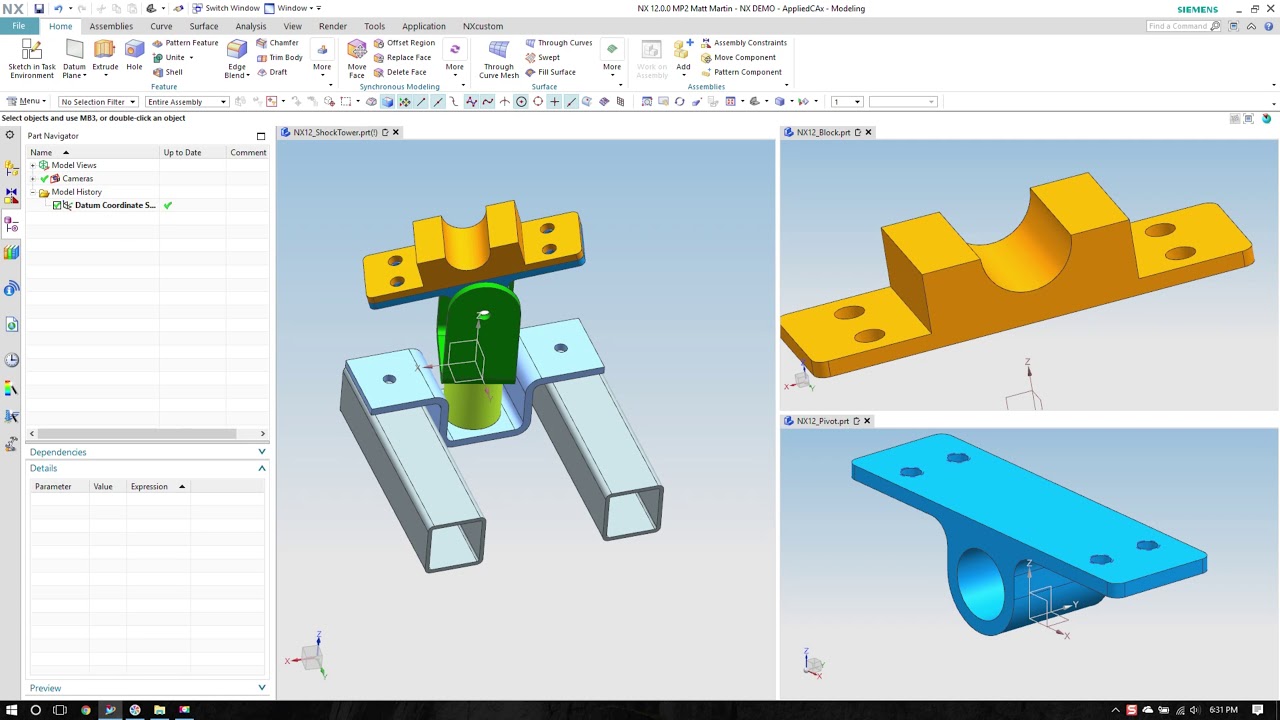 NX
Switch Window
Window
NX 12.0.0 MP2 Matt Martin - NX DEMO - AppliedCAx - Modeling
SIEMENS
File Home Assemblies Curve Surface Analysis View Render Tools Application NXcustom
Find a Command
Sketch in Task Environment
Datum Plane
Extrude
Hole
Pattern Feature
Unite
Shell
Edge Blend
Chamfer
Trim Body
Draft
More
Feature
Move Face
Offset Region
Replace Face
Delete Face
More
Synchronous Modeling
Through Curve Mesh
Through Curves
Swept
Fill Surface
More
Surface
Work on Assembly
Add
Assembly Constraints
Move Component
Pattern Component
Assemblies
Menu
No Selection Filter
Entire Assembly
1
Select objects and use MB3, or double-click an object
Part Navigator
Name Up to Date Comment
Model Views
Cameras
Model History
Datum Coordinate S...
Dependencies
Details
Parameter Value Expression
Preview
NX12_ShockTower.prt(!)
Z
X
Y
Z
X
Y
NX12_Block.prt
Z
Z
X
Y
NX12_Pivot.prt
Z
Y
X
Z
X
6:31 PM